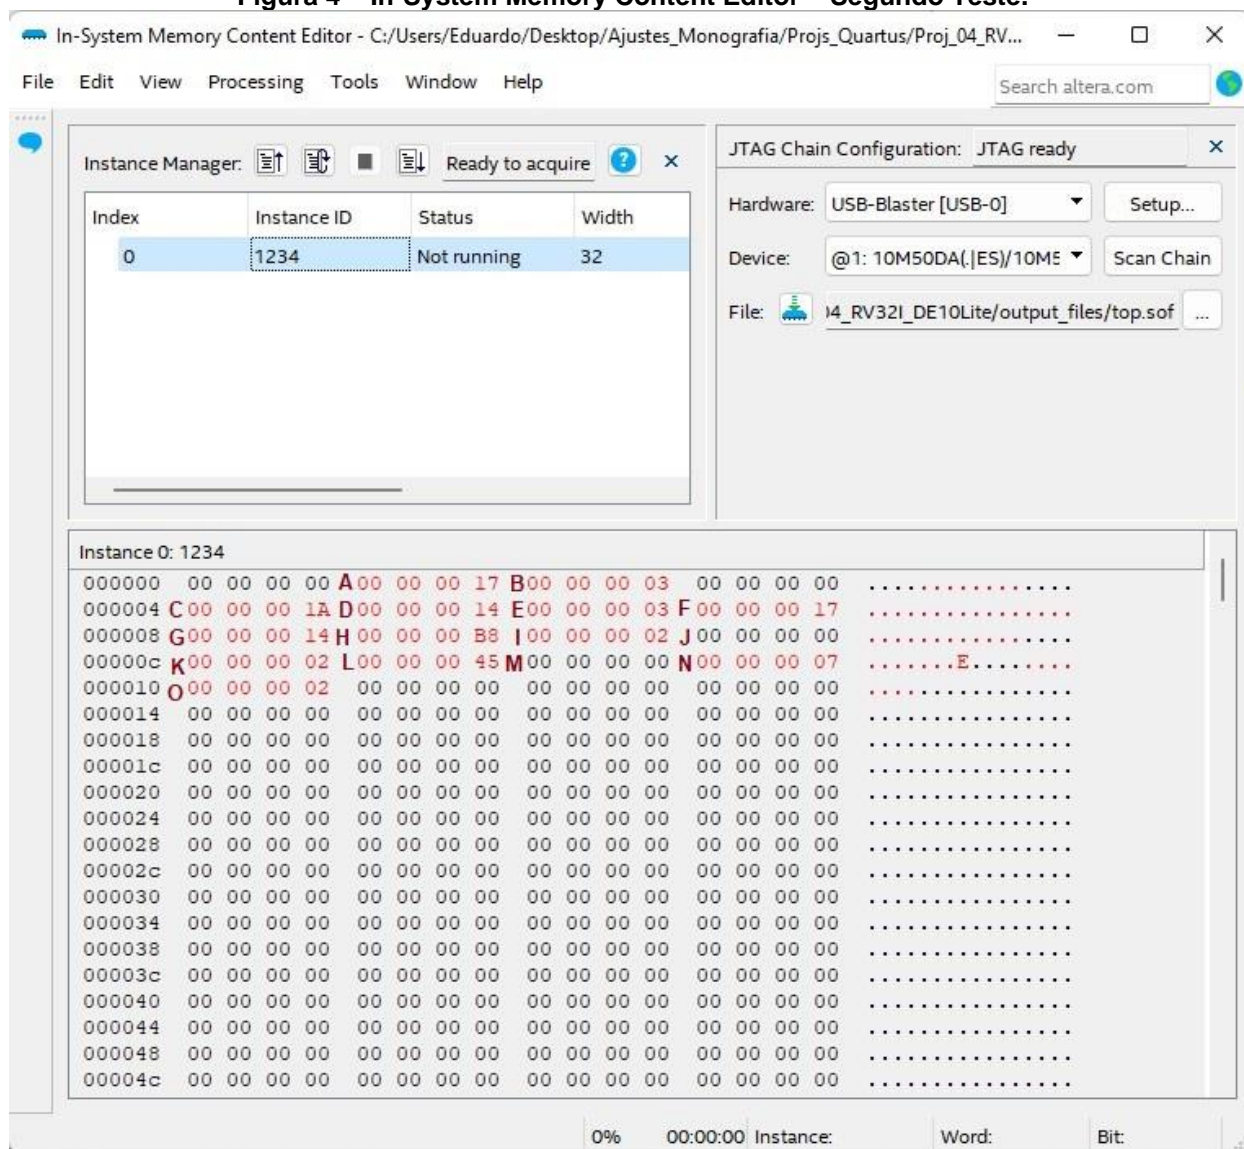 Figura 4 – In-System Memory Content Editor – Segundo Teste.
In-System Memory Content Editor - C:/Users/Eduardo/Desktop/Ajustes_Monografia/Projs_Quartus/Proj_04_RV...
File Edit View Processing Tools Window Help Search altera.com
Instance Manager: Ready to acquire JTAG Chain Configuration: JTAG ready
Index Instance ID Status Width
0 1234 Not running 32
Hardware: USB-Blaster [USB-0] Setup...
Device: @1: 10M50DA(.|ES)/10M5 Scan Chain
File: 04_RV32I_DE10Lite/output_files/top.sof ...
Instance 0: 1234
000000 00 00 00 00 A 00 00 00 17 B 00 00 00 03 00 00 00 00 ................
000004 C 00 00 00 1A D 00 00 00 14 E 00 00 00 03 F 00 00 00 17 ................
000008 G 00 00 00 14 H 00 00 00 B8 I 00 00 00 02 J 00 00 00 00 ................
00000c K 00 00 00 02 L 00 00 00 45 M 00 00 00 00 N 00 00 00 07 .......E........
000010 O 00 00 00 02 00 00 00 00 00 00 00 00 00 00 00 00 ................
000014 00 00 00 00 00 00 00 00 00 00 00 00 00 00 00 00 ................
000018 00 00 00 00 00 00 00 00 00 00 00 00 00 00 00 00 ................
00001c 00 00 00 00 00 00 00 00 00 00 00 00 00 00 00 00 ................
000020 00 00 00 00 00 00 00 00 00 00 00 00 00 00 00 00 ................
000024 00 00 00 00 00 00 00 00 00 00 00 00 00 00 00 00 ................
000028 00 00 00 00 00 00 00 00 00 00 00 00 00 00 00 00 ................
00002c 00 00 00 00 00 00 00 00 00 00 00 00 00 00 00 00 ................
000030 00 00 00 00 00 00 00 00 00 00 00 00 00 00 00 00 ................
000034 00 00 00 00 00 00 00 00 00 00 00 00 00 00 00 00 ................
000038 00 00 00 00 00 00 00 00 00 00 00 00 00 00 00 00 ................
00003c 00 00 00 00 00 00 00 00 00 00 00 00 00 00 00 00 ................
000040 00 00 00 00 00 00 00 00 00 00 00 00 00 00 00 00 ................
000044 00 00 00 00 00 00 00 00 00 00 00 00 00 00 00 00 ................
000048 00 00 00 00 00 00 00 00 00 00 00 00 00 00 00 00 ................
00004c 00 00 00 00 00 00 00 00 00 00 00 00 00 00 00 00 ................
0% 00:00:00 Instance: Word: Bit: